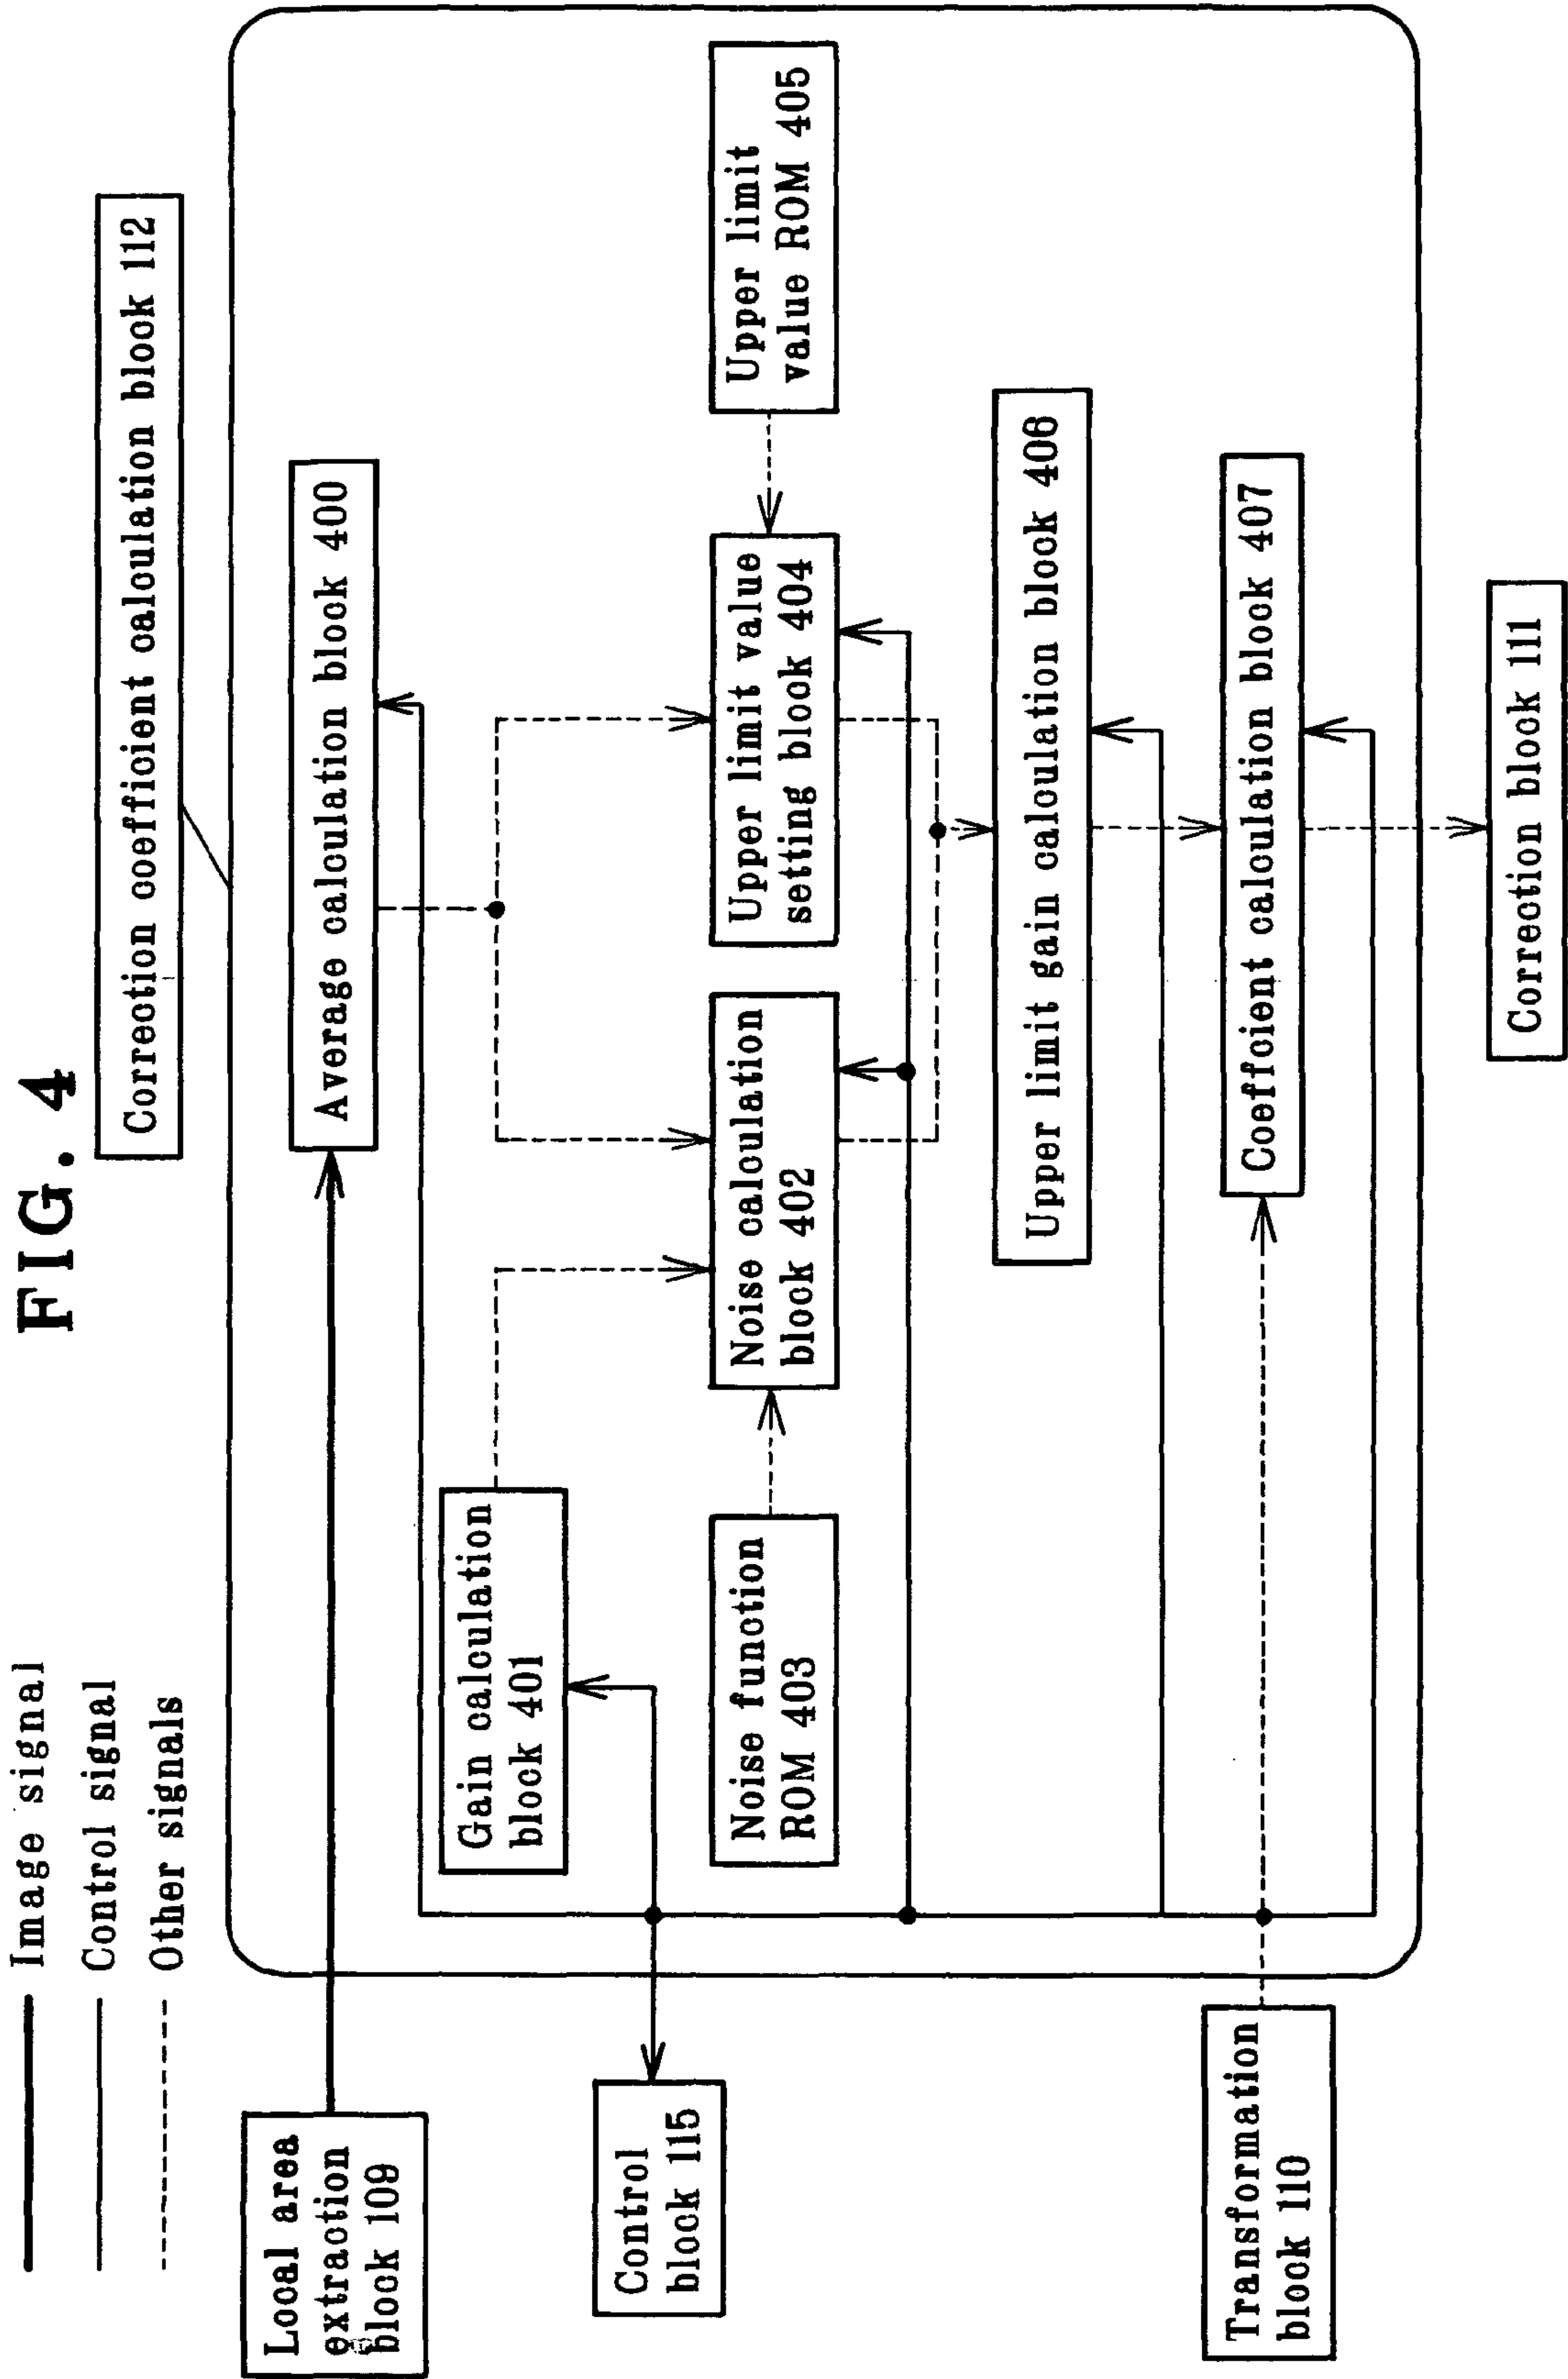 FIG. 4
Image signal
Control signal
Other signals
Correction coefficient calculation block 112
Local area
extraction
block 109
Average calculation block 400
Gain calculation
block 401
Control
block 115
Noise function
ROM 403
Noise calculation
block 402
Upper limit value
setting block 404
Upper limit
value ROM 405
Upper limit gain calculation block 406
Transformation
block 110
Coeffcient calculation block 407
Correction block 111